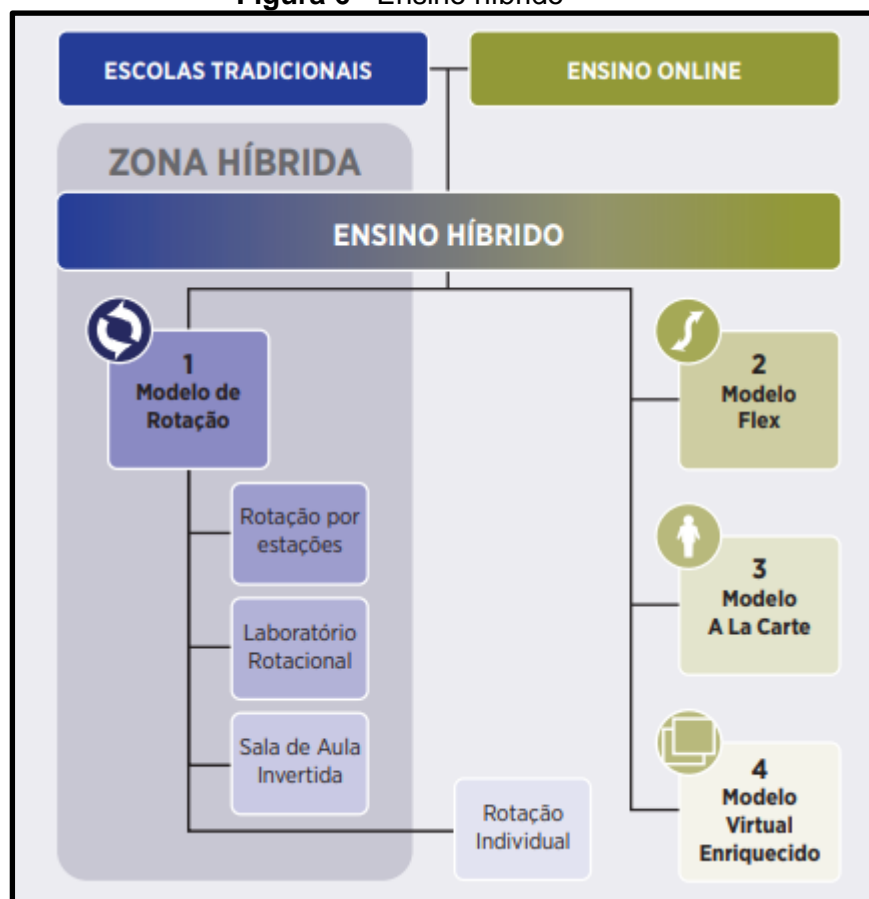 Ensino híbrido
ESCOLAS TRADICIONAIS
ENSINO ONLINE
ZONA HÍBRIDA
ENSINO HÍBRIDO
1
Modelo de
Rotação
Rotação por
estações
Laboratório
Rotacional
Sala de Aula
Invertida
Rotação
Individual
2
Modelo
Flex
3
Modelo
A La Carte
4
Modelo
Virtual
Enriquecido